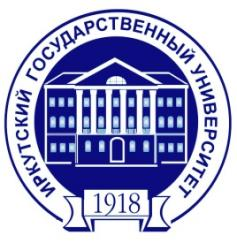 ИРКУТСКИЙ ГОСУДАРСТВЕННЫЙ УНИВЕРСИТЕТ
1918